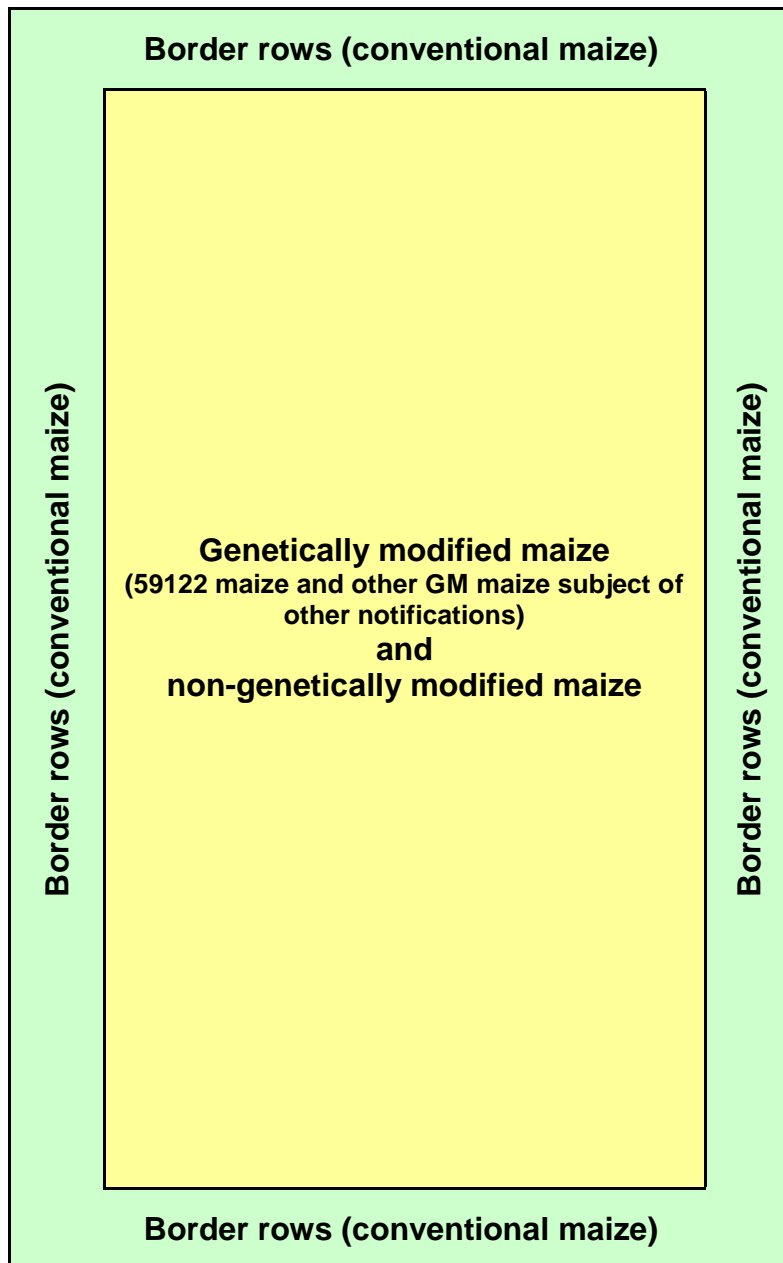 Border rows (conventional maize)
Border rows (conventional maize)
Genetically modified maize
(59122 maize and other GM maize subject of
other notifications)
and
non-genetically modified maize
Border rows (conventional maize)
Border rows (conventional maize)